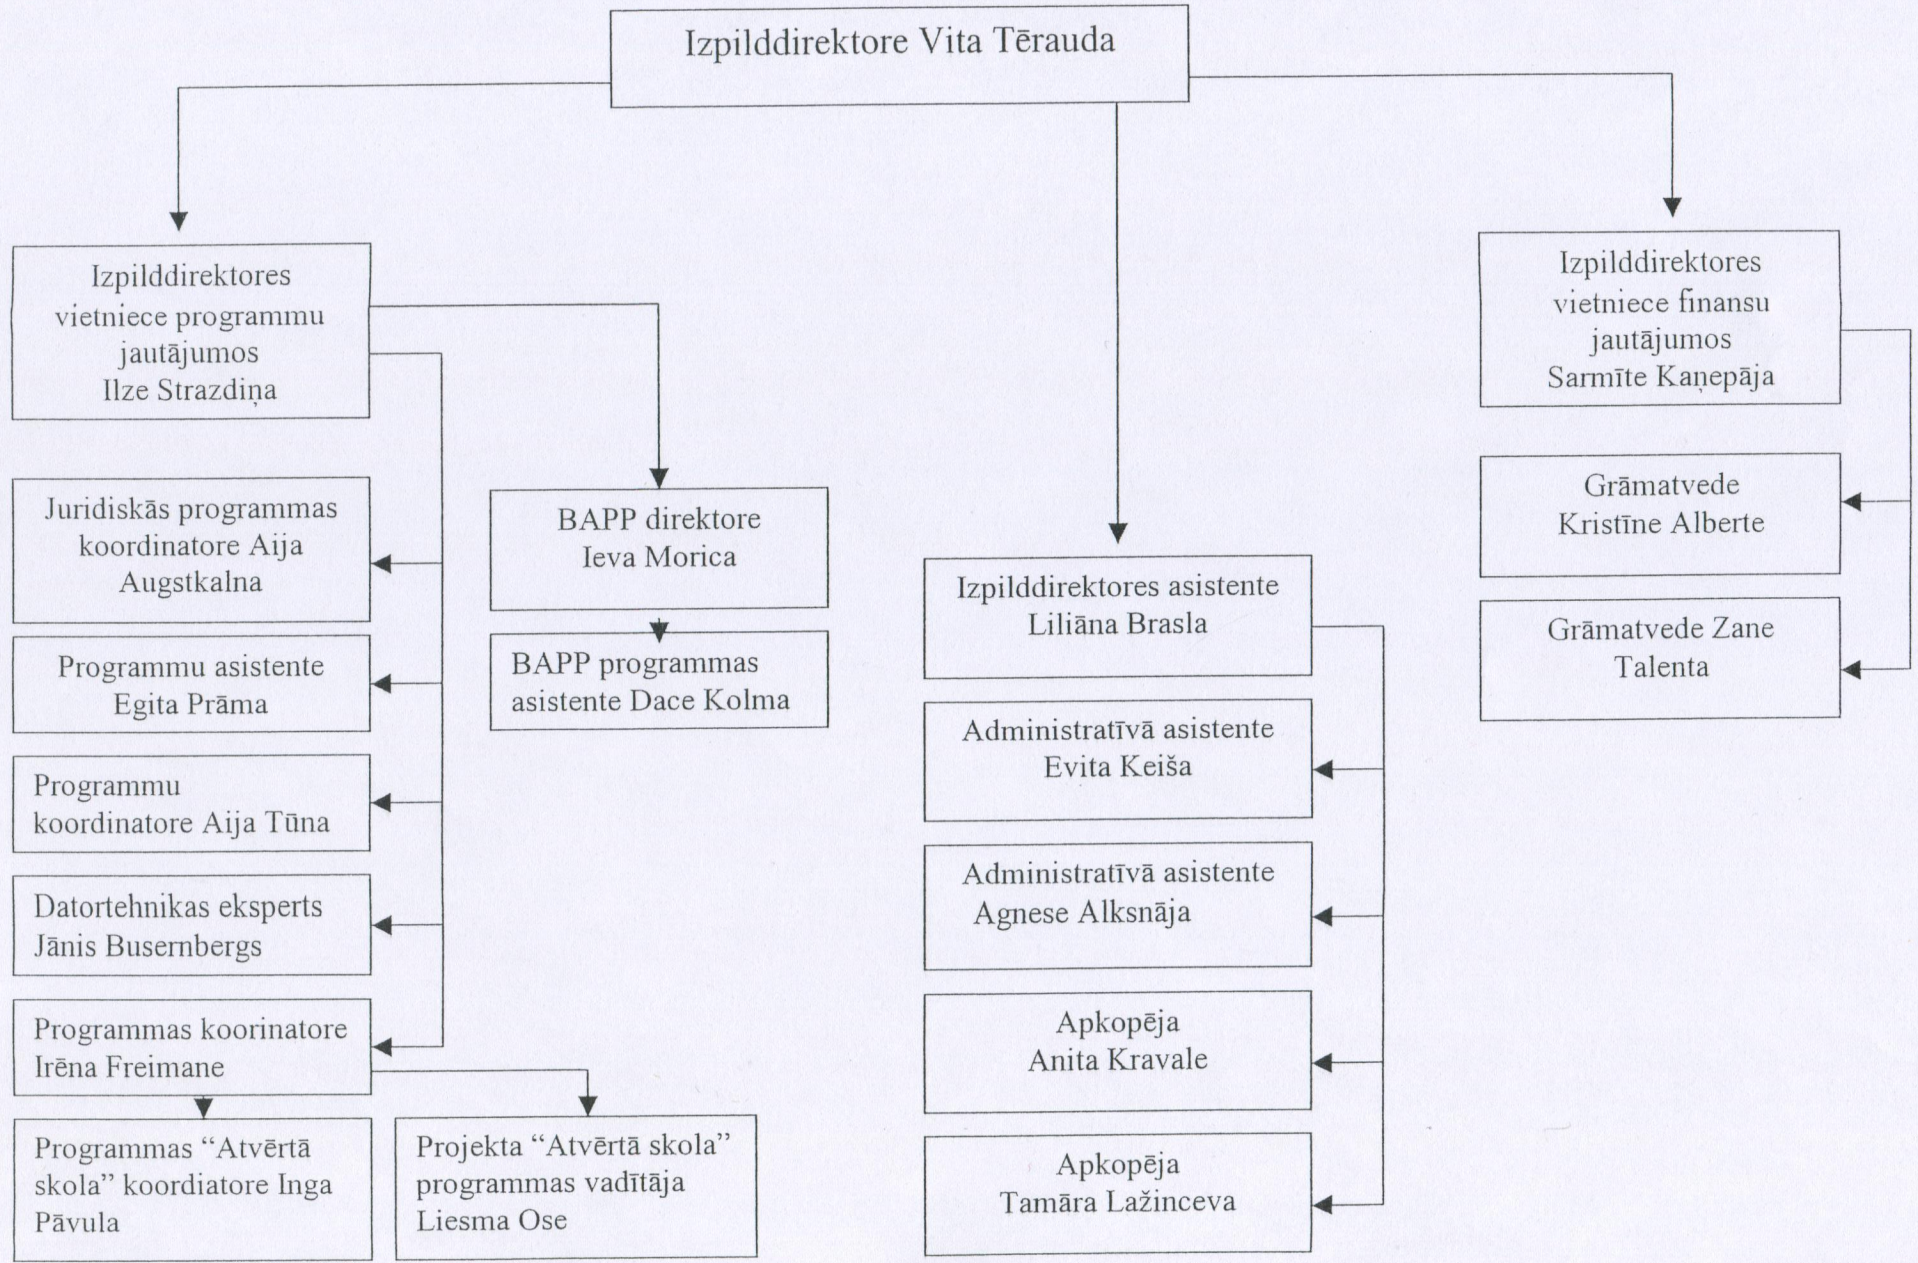 Izpilddirektore Vita Tērauda
Izpilddirektores
vietniece programmu
jautājumos
Ilze Strazdiņa
Juridiskās programmas
koordinatore Aija
Augstkalna
Programmu asistente
Egita Prāma
Programmu
koordinatore Aija Tūna
Datortehnikas eksperts
Jānis Busernbergs
Programmas koorinatore
Irēna Freimane
Programmas “Atvērtā
skola” koordiatore Inga
Pāvula
Projekta “Atvērtā skola”
programmas vadītāja
Liesma Ose
BAPP direktore
Ieva Morica
BAPP programmas
asistente Dace Kolma
Izpilddirektores asistente
Liliāna Brasla
Administratīvā asistente
Evita Keiša
Administratīvā asistente
Agnese Alksnāja
Apkopēja
Anita Kravale
Apkopēja
Tamāra Lažinceva
Izpilddirektores
vietniece finansu
jautājumos
Sarmīte Kaņepāja
Grāmatvede
Kristīne Alberte
Grāmatvede Zane
Talenta